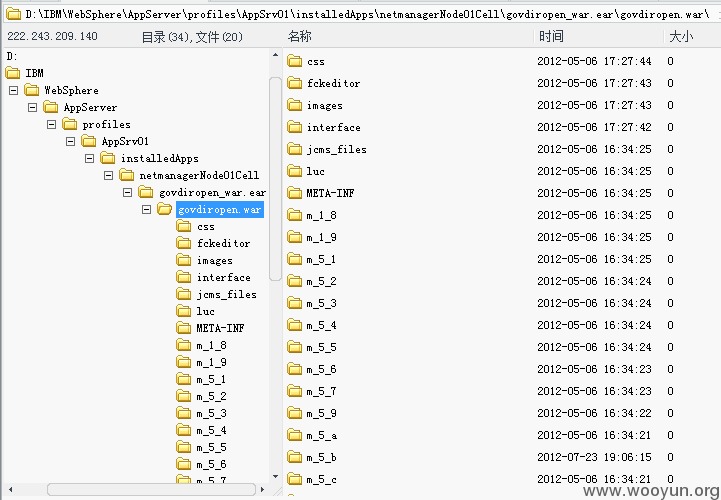 D:\IBM\WebSphere\AppServer\profiles\AppSrv01\installedApps\netmanagerNode01Cell\govdiropen_war.ear\govdiropen.war\
222.243.209.140 目录(34),文件(20) 名称 时间 大小
D:
IBM
WebSphere
AppServer
profiles
AppSrv01
installedApps
netmanagerNode01Cell
govdiropen_war.ear
govdiropen.war
css
fckeditor
images
interface
jcms_files
luc
META-INF
m_1_8
m_1_9
m_5_1
m_5_2
m_5_3
m_5_4
m_5_5
m_5_6
m_5_7
css 2012-05-06 17:27:44 0
fckeditor 2012-05-06 17:27:43 0
images 2012-05-06 17:27:43 0
interface 2012-05-06 17:27:42 0
jcms_files 2012-05-06 16:34:25 0
luc 2012-05-06 16:34:25 0
META-INF 2012-05-06 16:34:25 0
m_1_8 2012-05-06 16:34:25 0
m_1_9 2012-05-06 16:34:25 0
m_5_1 2012-05-06 16:34:25 0
m_5_2 2012-05-06 16:34:24 0
m_5_3 2012-05-06 16:34:24 0
m_5_4 2012-05-06 16:34:24 0
m_5_5 2012-05-06 16:34:24 0
m_5_6 2012-05-06 16:34:23 0
m_5_7 2012-05-06 16:34:23 0
m_5_9 2012-05-06 16:34:22 0
m_5_a 2012-05-06 16:34:21 0
m_5_b 2012-07-23 19:06:15 0
m_5_c 2012-05-06 16:34:21 0
www.wooyun.org